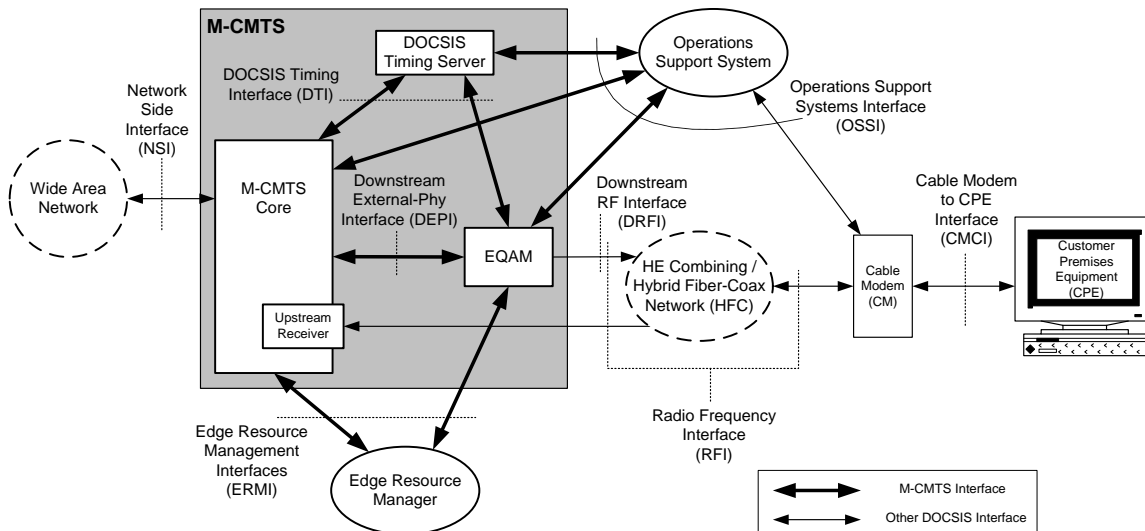 M-CMTS
DOCSIS
Timing Server
Operations
Support System
DOCSIS Timing
Interface (DTI)
Network
Side
Interface
(NSI)
Operations Support
Systems Interface
(OSSI)
Wide Area
Network
M-CMTS
Core
Downstream
External-Phy
Interface (DEPI)
Downstream
RF Interface
(DRFI)
Cable Modem
to CPE
Interface
(CMCI)
EQAM
HE Combining /
Hybrid Fiber-Coax
Network (HFC)
Cable
Modem
(CM)
Customer
Premises
Equipment
(CPE)
Upstream
Receiver
Edge Resource
Management
Interfaces
(ERMI)
Radio Frequency
Interface
(RFI)
Edge Resource
Manager
M-CMTS Interface
Other DOCSIS Interface